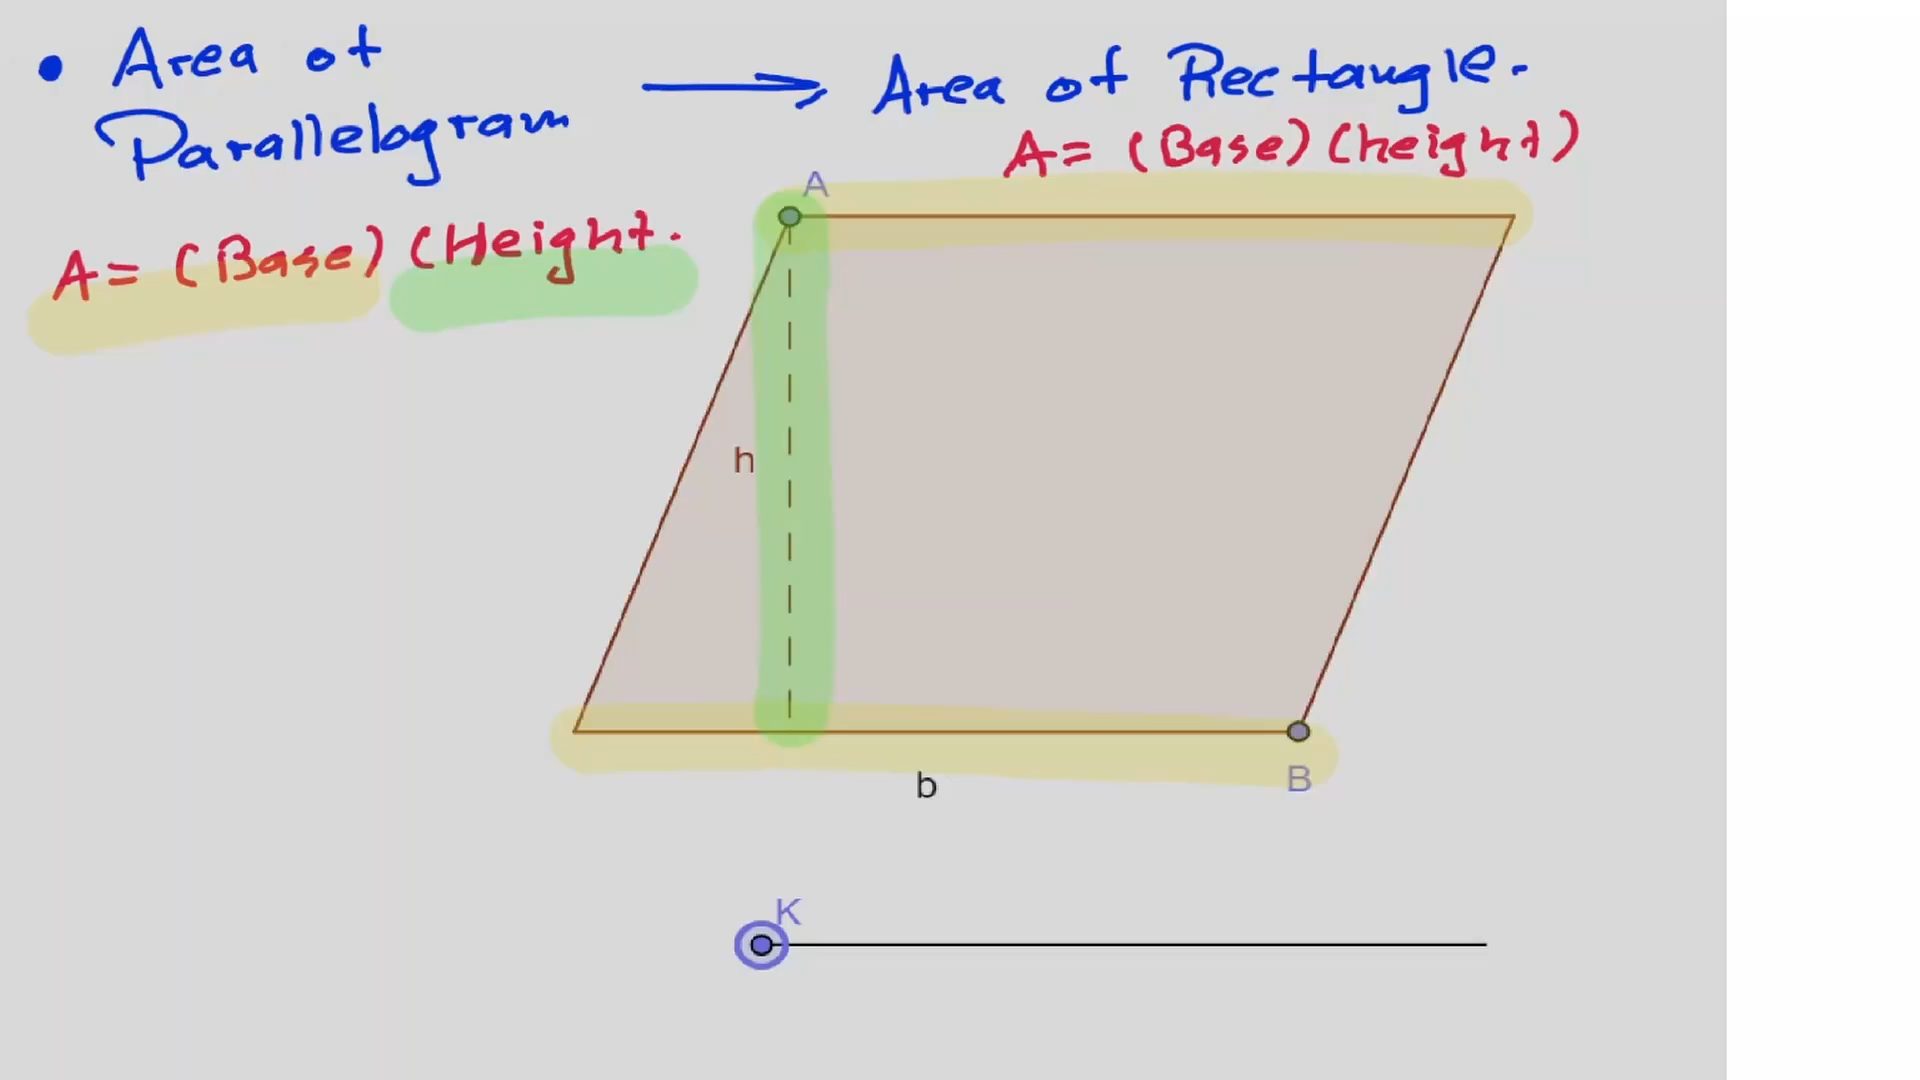 • Area of
Parallelogram → Area of Rectangle.
A= (Base)(height)
A= (Base) (Height.
A
h
b
B
K